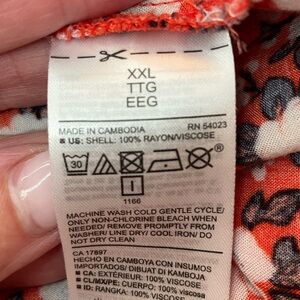 XXL
TTG
EEG
MADE IN CAMBODIA RN 54023
■ US: SHELL: 100% RAYON/VISCOSE
30
1166
MACHINE WASH COLD GENTLE CYCLE/
ONLY NON-CHLORINE BLEACH WHEN
NEEDED/ REMOVE PROMPTLY FROM
WASHER/ LINE DRY/ COOL IRON/ DO
NOT DRY CLEAN
CA 17897
HECHO EN CAMBOYA CON INSUMOS
IMPORTADOS/ DIBUAT DI KAMBOJA
■ CA: EXTÉRIEUR: 100% VISCOSE
■ CL/MX/PE: CUERPO: 100% VISCOSE
■ ID: RANGKA: 100% VISCOSE